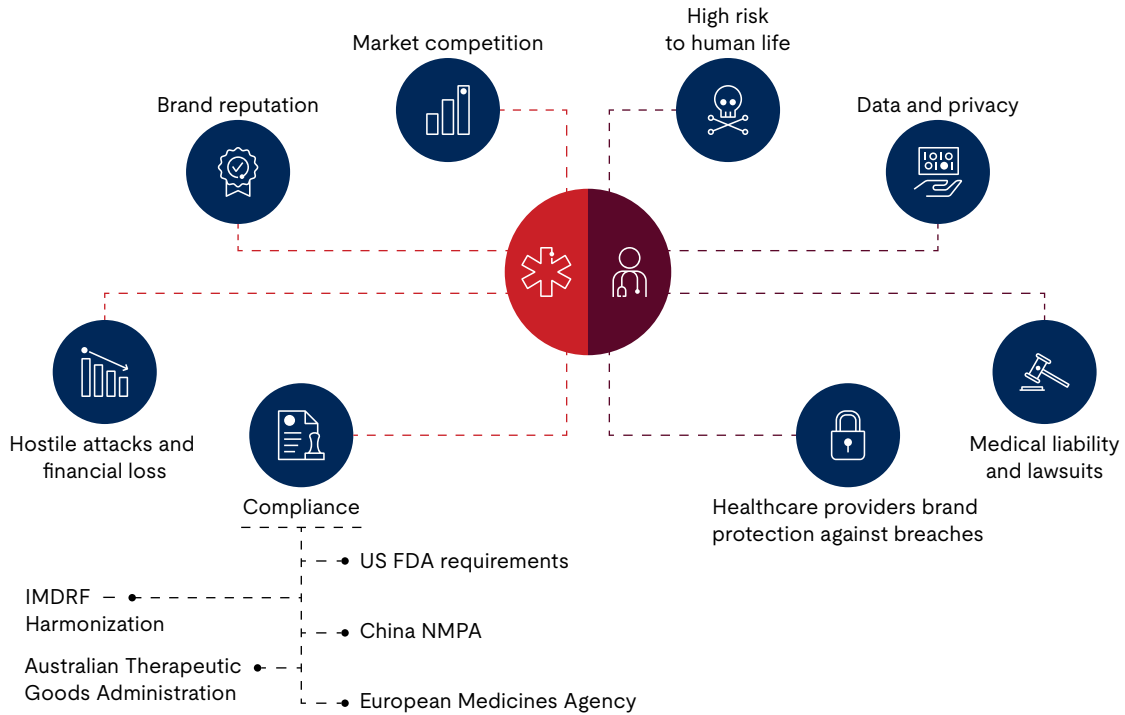 High risk
to human life
Market competition
Brand reputation
Data and privacy
1010
Hostile attacks and
financial loss
Medical liability
and lawsuits
Compliance
Healthcare providers brand
protection against breaches
US FDA requirements
IMDRF
Harmonization
China NMPA
Australian Therapeutic
Goods Administration
European Medicines Agency